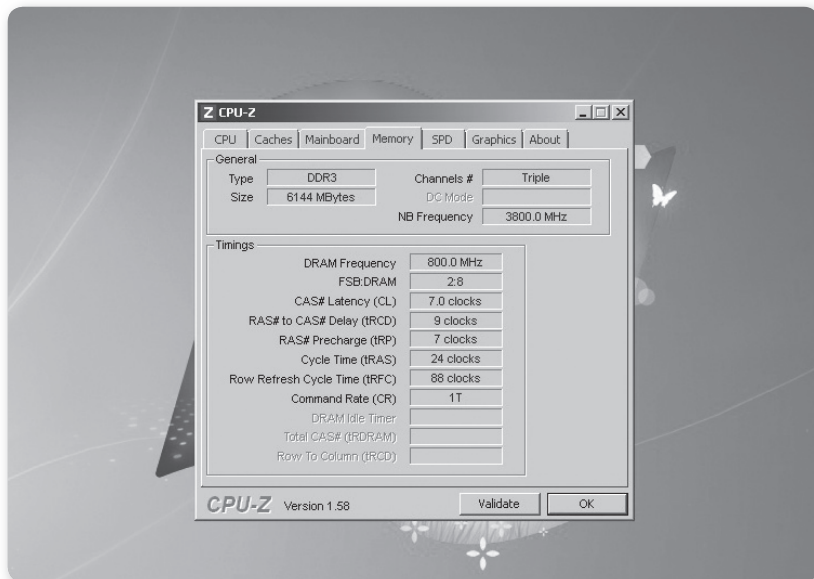 Z CPU-Z
CPU Caches Mainboard Memory SPD Graphics About
General
Type DDR3 Channels # Triple
Size 6144 MBytes DC Mode
NB Frequency 3800.0 MHz
Timings
DRAM Frequency 800.0 MHz
FSB:DRAM 2:8
CAS# Latency (CL) 7.0 clocks
RAS# to CAS# Delay (tRCD) 9 clocks
RAS# Precharge (tRP) 7 clocks
Cycle Time (tRAS) 24 clocks
Row Refresh Cycle Time (tRFC) 88 clocks
Command Rate (CR) 1T
DRAM Idle Timer
Total CAS# (tRDRAM)
Row To Column (tRCD)
CPU-Z Version 1.58 Validate OK